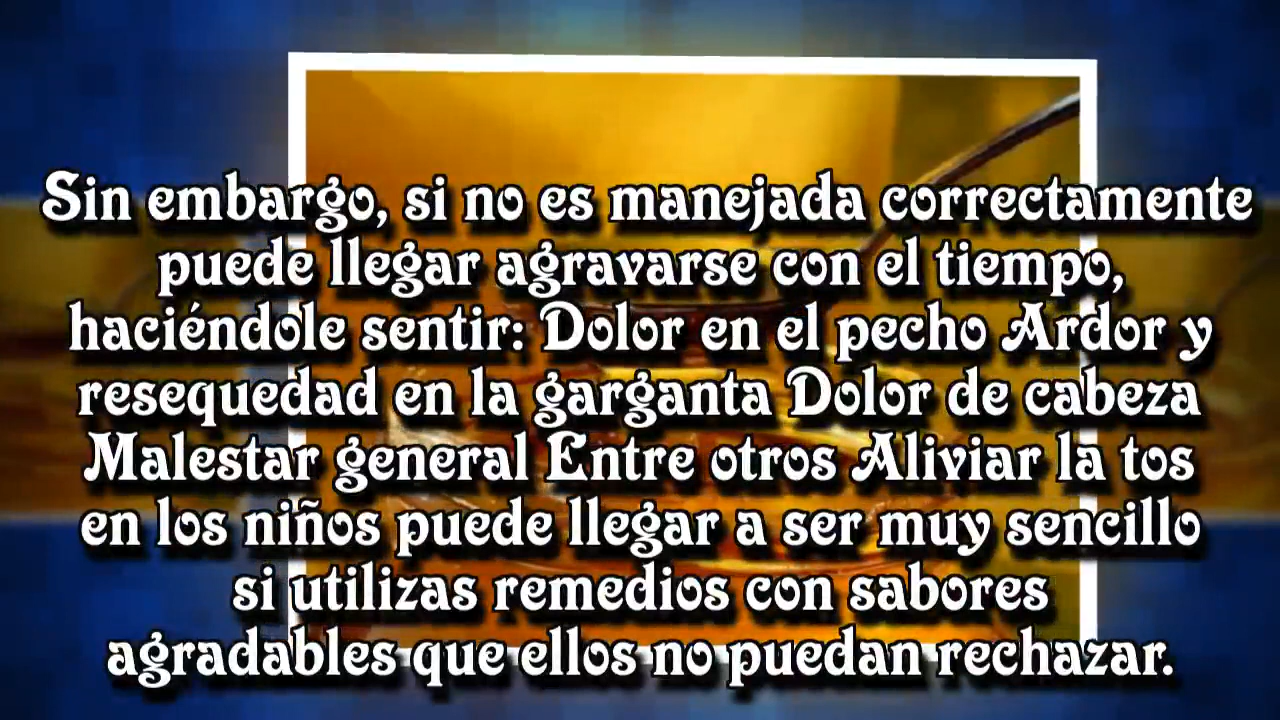 Sin embargo, si no es manejada correctamente
puede llegar agravarse con el tiempo,
haciéndole sentir: Dolor en el pecho Ardor y
resequedad en la garganta Dolor de cabeza
Malestar general Entre otros Aliviar la tos
en los niños puede llegar a ser muy sencillo
si utilizas remedios con sabores
agradables que ellos no puedan rechazar.